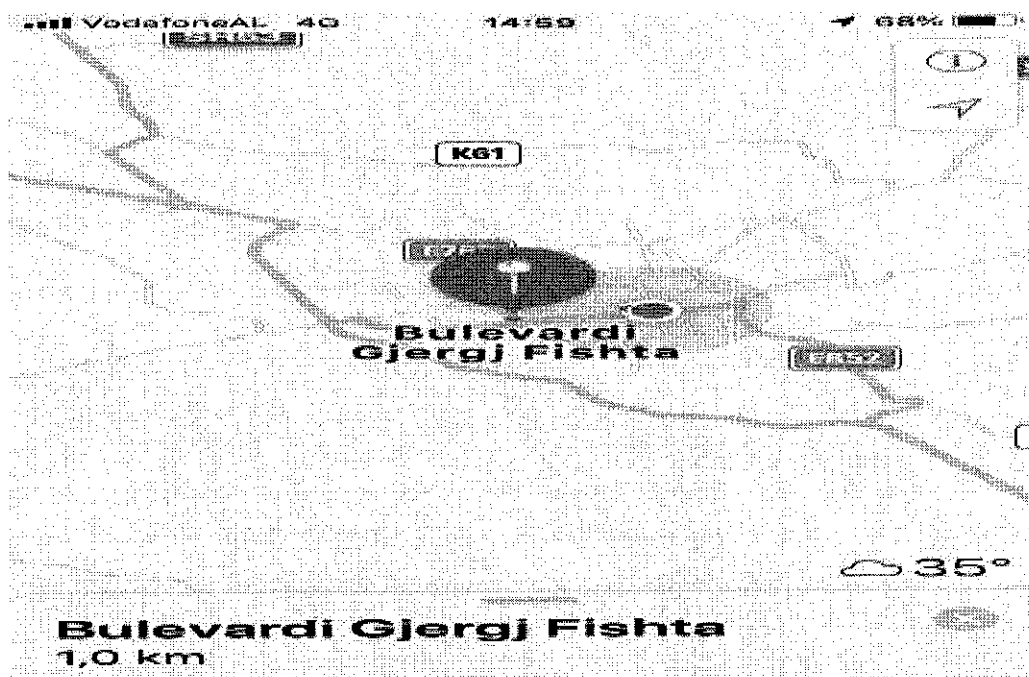 VodafoneAL 4G 14:59 68%
K61
Bulevardi
Gjergj Fishta
35°
Bulevardi Gjergj Fishta
1,0 km